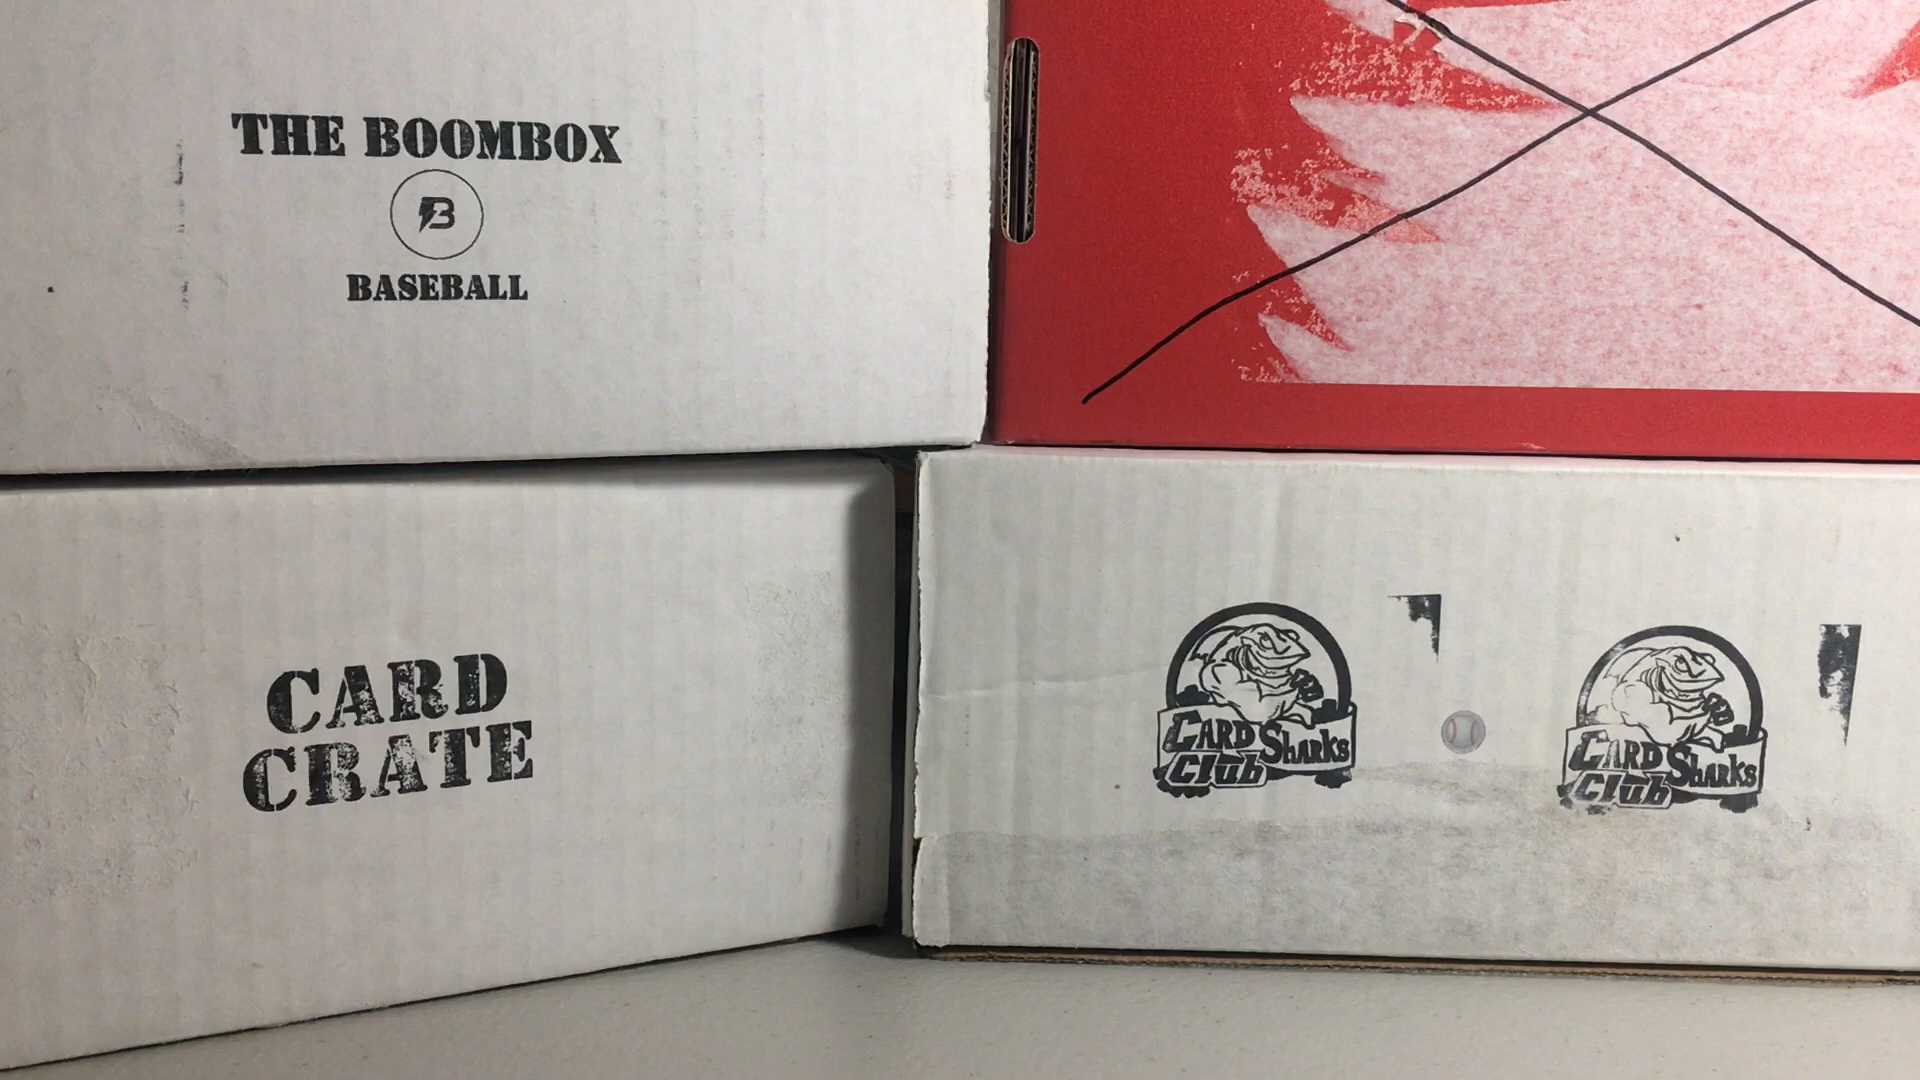 THE BOOMBOX
B
BASEBALL
CARD
CRATE
CARD Sharks
Club
CARD Sharks
Club